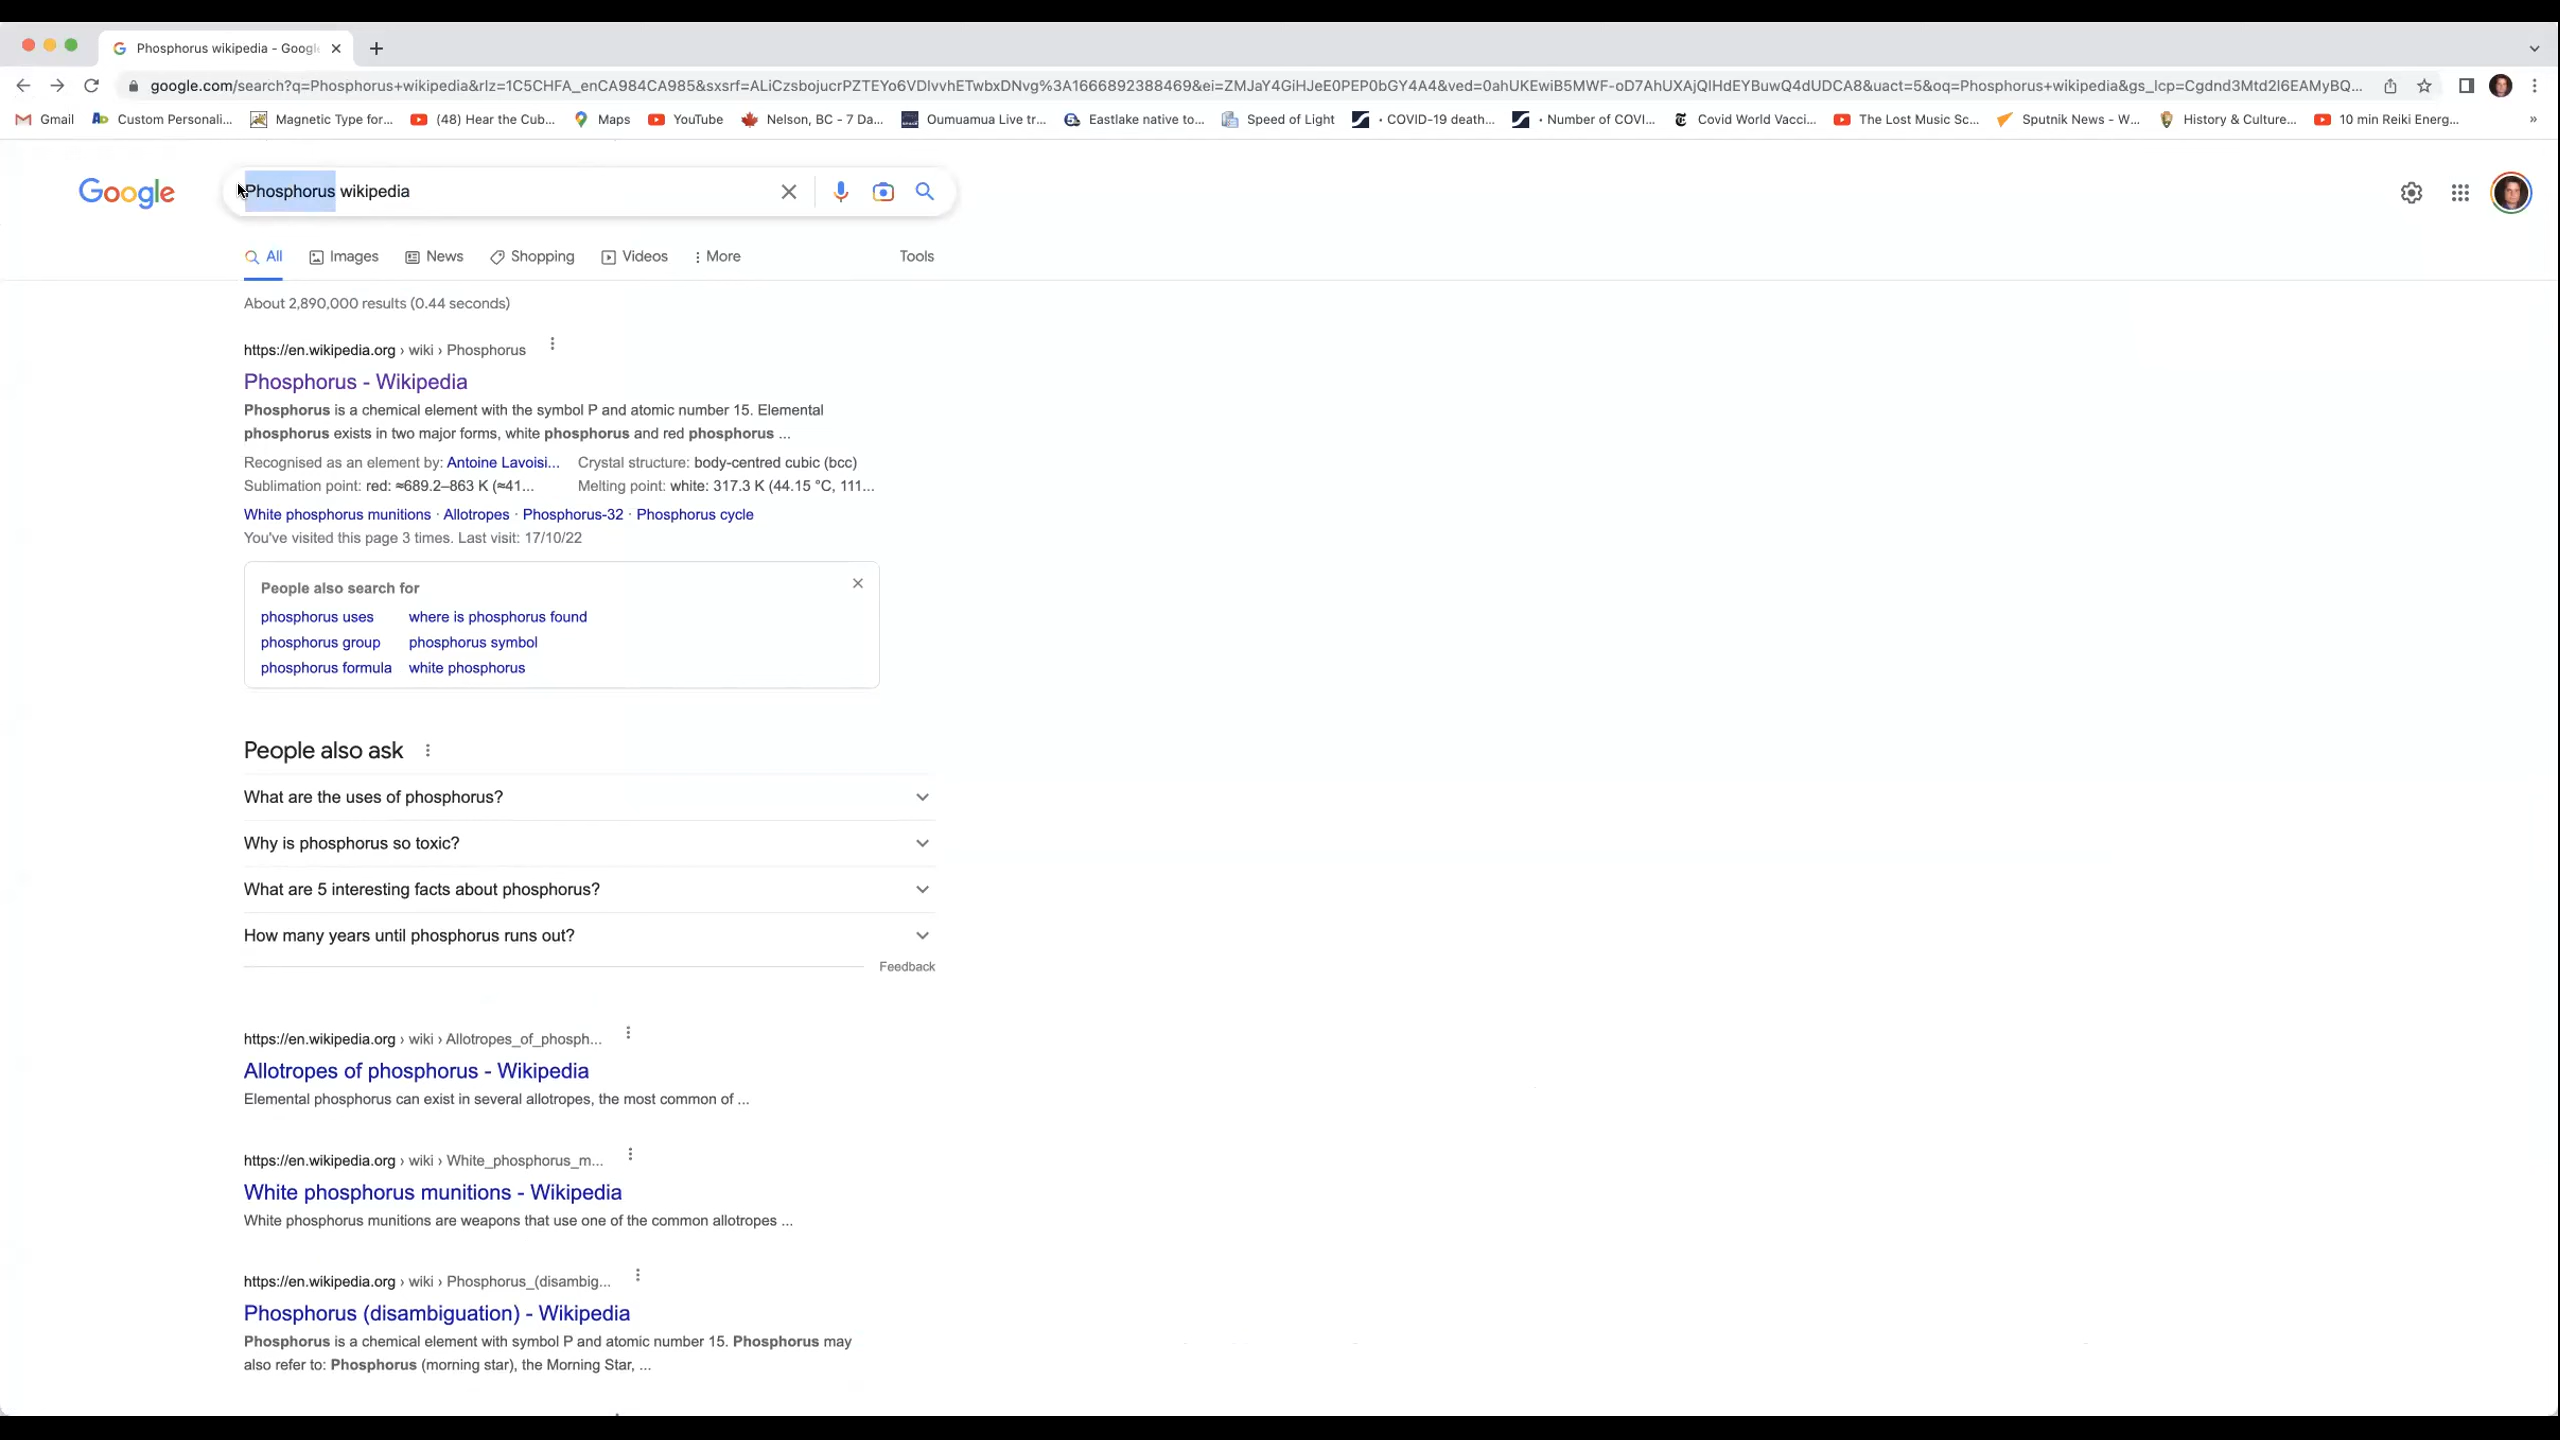 Phosphorus wikipedia - Googl
google.com/search?q=Phosphorus+wikipedia&rlz=1C5CHFA_enCA984CA985&sxsrf=ALiCzsbojucrPZTEYo6VDlvvhETwbxDNvg%3A1666892388469&ei=ZMJaY4GiHJeE0PEP0bGY4A4&ved=0ahUKEwiB5MWF-oD7AhUXAjQIHdEYBuwQ4dUDCA8&uact=5&oq=Phosphorus+wikipedia&gs_lcp=Cgdnd3Mtd2l6EAMyBQ...
Gmail Custom Personali... Magnetic Type for... (48) Hear the Cub... Maps YouTube Nelson, BC - 7 Da... Oumuamua Live tr... Eastlake native to... Speed of Light · COVID-19 death... · Number of COVI... Covid World Vacci... The Lost Music Sc... Sputnik News - W... History & Culture... 10 min Reiki Energ... »
Google Phosphorus wikipedia
All Images News Shopping Videos More Tools
About 2,890,000 results (0.44 seconds)
https://en.wikipedia.org › wiki › Phosphorus
Phosphorus - Wikipedia
Phosphorus is a chemical element with the symbol P and atomic number 15. Elemental
phosphorus exists in two major forms, white phosphorus and red phosphorus ...
Recognised as an element by: Antoine Lavoisi... Crystal structure: body-centred cubic (bcc)
Sublimation point: red: ≈689.2–863 K (≈41... Melting point: white: 317.3 K (44.15 °C, 111...
White phosphorus munitions · Allotropes · Phosphorus-32 · Phosphorus cycle
You've visited this page 3 times. Last visit: 17/10/22
People also search for
phosphorus uses where is phosphorus found
phosphorus group phosphorus symbol
phosphorus formula white phosphorus
People also ask
What are the uses of phosphorus?
Why is phosphorus so toxic?
What are 5 interesting facts about phosphorus?
How many years until phosphorus runs out?
Feedback
https://en.wikipedia.org › wiki › Allotropes_of_phosph...
Allotropes of phosphorus - Wikipedia
Elemental phosphorus can exist in several allotropes, the most common of ...
https://en.wikipedia.org › wiki › White_phosphorus_m...
White phosphorus munitions - Wikipedia
White phosphorus munitions are weapons that use one of the common allotropes ...
https://en.wikipedia.org › wiki › Phosphorus_(disambig...
Phosphorus (disambiguation) - Wikipedia
Phosphorus is a chemical element with symbol P and atomic number 15. Phosphorus may
also refer to: Phosphorus (morning star), the Morning Star, ...